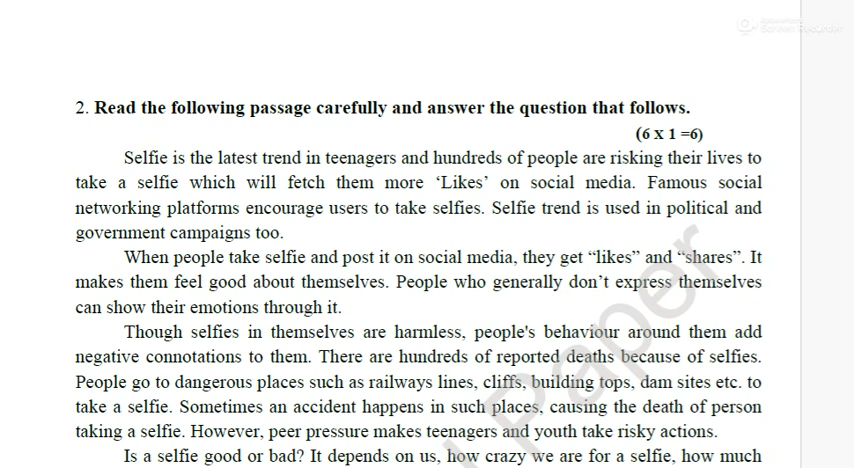 Screen Recorder
2. Read the following passage carefully and answer the question that follows.
(6 x 1 =6)
Selfie is the latest trend in teenagers and hundreds of people are risking their lives to
take a selfie which will fetch them more ‘Likes’ on social media. Famous social
networking platforms encourage users to take selfies. Selfie trend is used in political and
government campaigns too.
When people take selfie and post it on social media, they get “likes” and “shares”. It
makes them feel good about themselves. People who generally don’t express themselves
can show their emotions through it.
Though selfies in themselves are harmless, people's behaviour around them add
negative connotations to them. There are hundreds of reported deaths because of selfies.
People go to dangerous places such as railways lines, cliffs, building tops, dam sites etc. to
take a selfie. Sometimes an accident happens in such places, causing the death of person
taking a selfie. However, peer pressure makes teenagers and youth take risky actions.
Is a selfie good or bad? It depends on us, how crazy we are for a selfie, how much
Paper